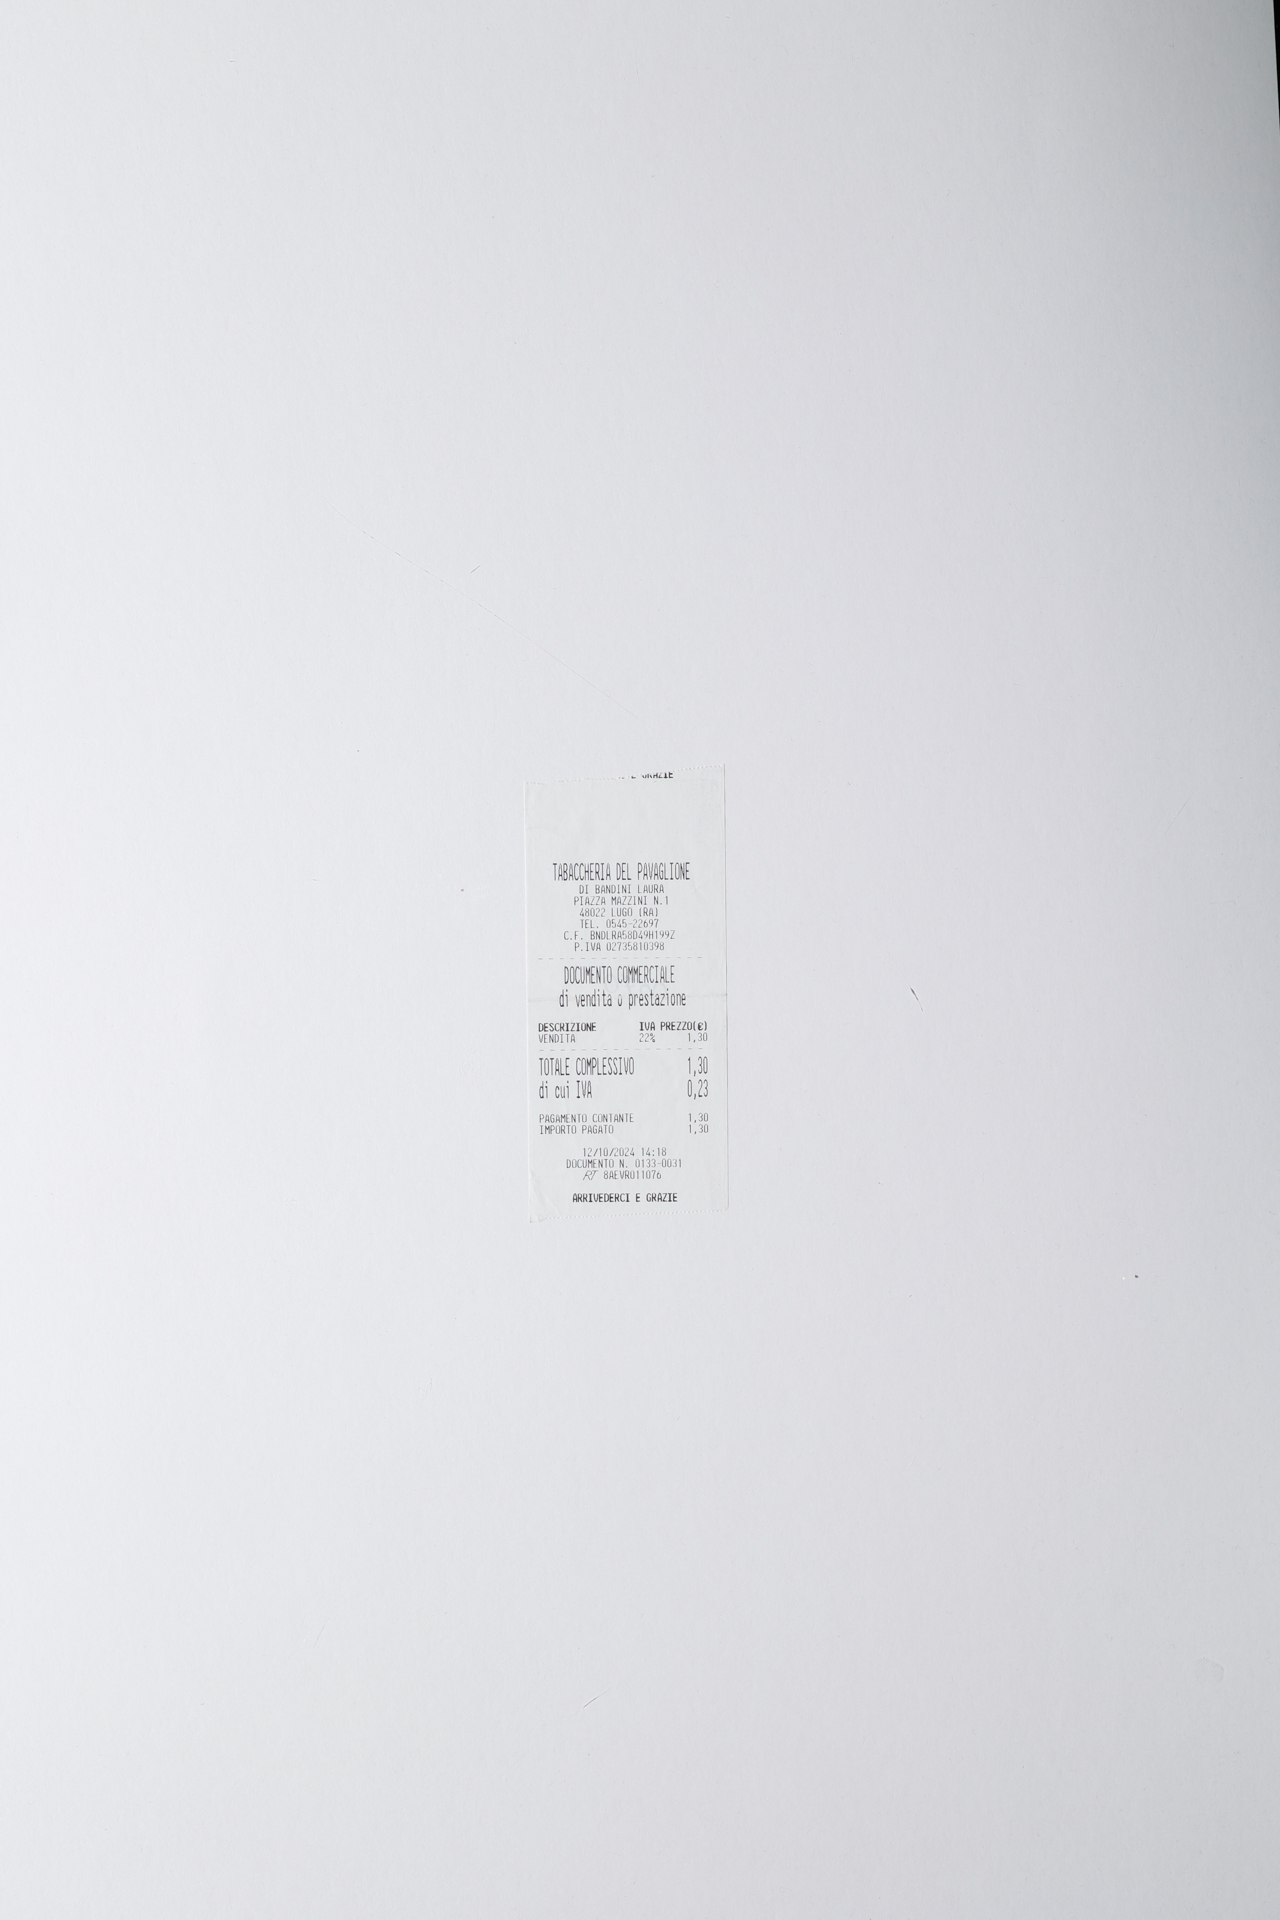 GRAZIE
TABACCHERIA DEL PAVAGLIONE
DI BANDINI LAURA
PIAZZA MAZZINI N.1
48022 LUGO (RA)
TEL. 0545-22697
C.F. BNDLRA58D49H199Z
P.IVA 02735810398
DOCUMENTO COMMERCIALE
di vendita o prestazione
DESCRIZIONE IVA PREZZO(€)
VENDITA 22% 1,30
TOTALE COMPLESSIVO 1,30
di cui IVA 0,23
PAGAMENTO CONTANTE 1,30
IMPORTO PAGATO 1,30
12/10/2024 14:18
DOCUMENTO N. 0133-0031
RT 8AEVR011076
ARRIVEDERCI E GRAZIE